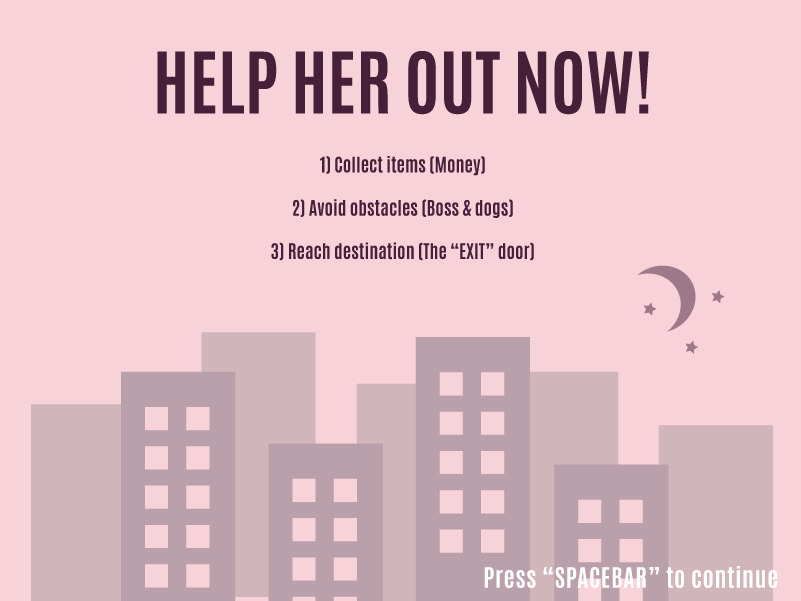 HELP HER OUT NOW!
1) Collect items (Money)
2) Avoid obstacles (Boss & dogs)
3) Reach destination (The “EXIT” door)
Press “SPACEBAR” to continue